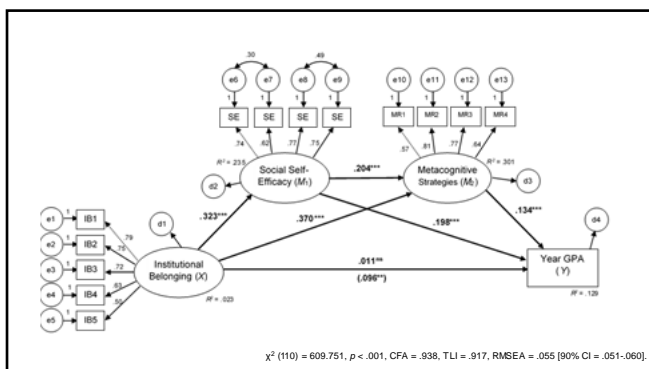 .30
.49
e6
e7
e8
e9
e10
e11
e12
e13
1
1
1
1
1
1
1
1
SE
SE
SE
SE
MR1
MR2
MR3
MR4
.74
.62
.77
.75
.57
.81
.77
.64
R² = .235
Social Self-
Efficacy (M₁)
.204***
Metacognitive
Strategies (M₂)
R² = .301
d2
d3
.323***
.370***
.198***
.134***
e1
1
IB1
e2
1
IB2
e3
1
IB3
e4
1
IB4
e5
1
IB5
.79
.75
.72
.63
.50
d1
d4
Institutional
Belonging (X)
R² = .023
.011ns
(.096**)
Year GPA
(Y)
R² = .129
χ² (110) = 609.751, p < .001, CFA = .938, TLI = .917, RMSEA = .055 [90% CI = .051-.060].